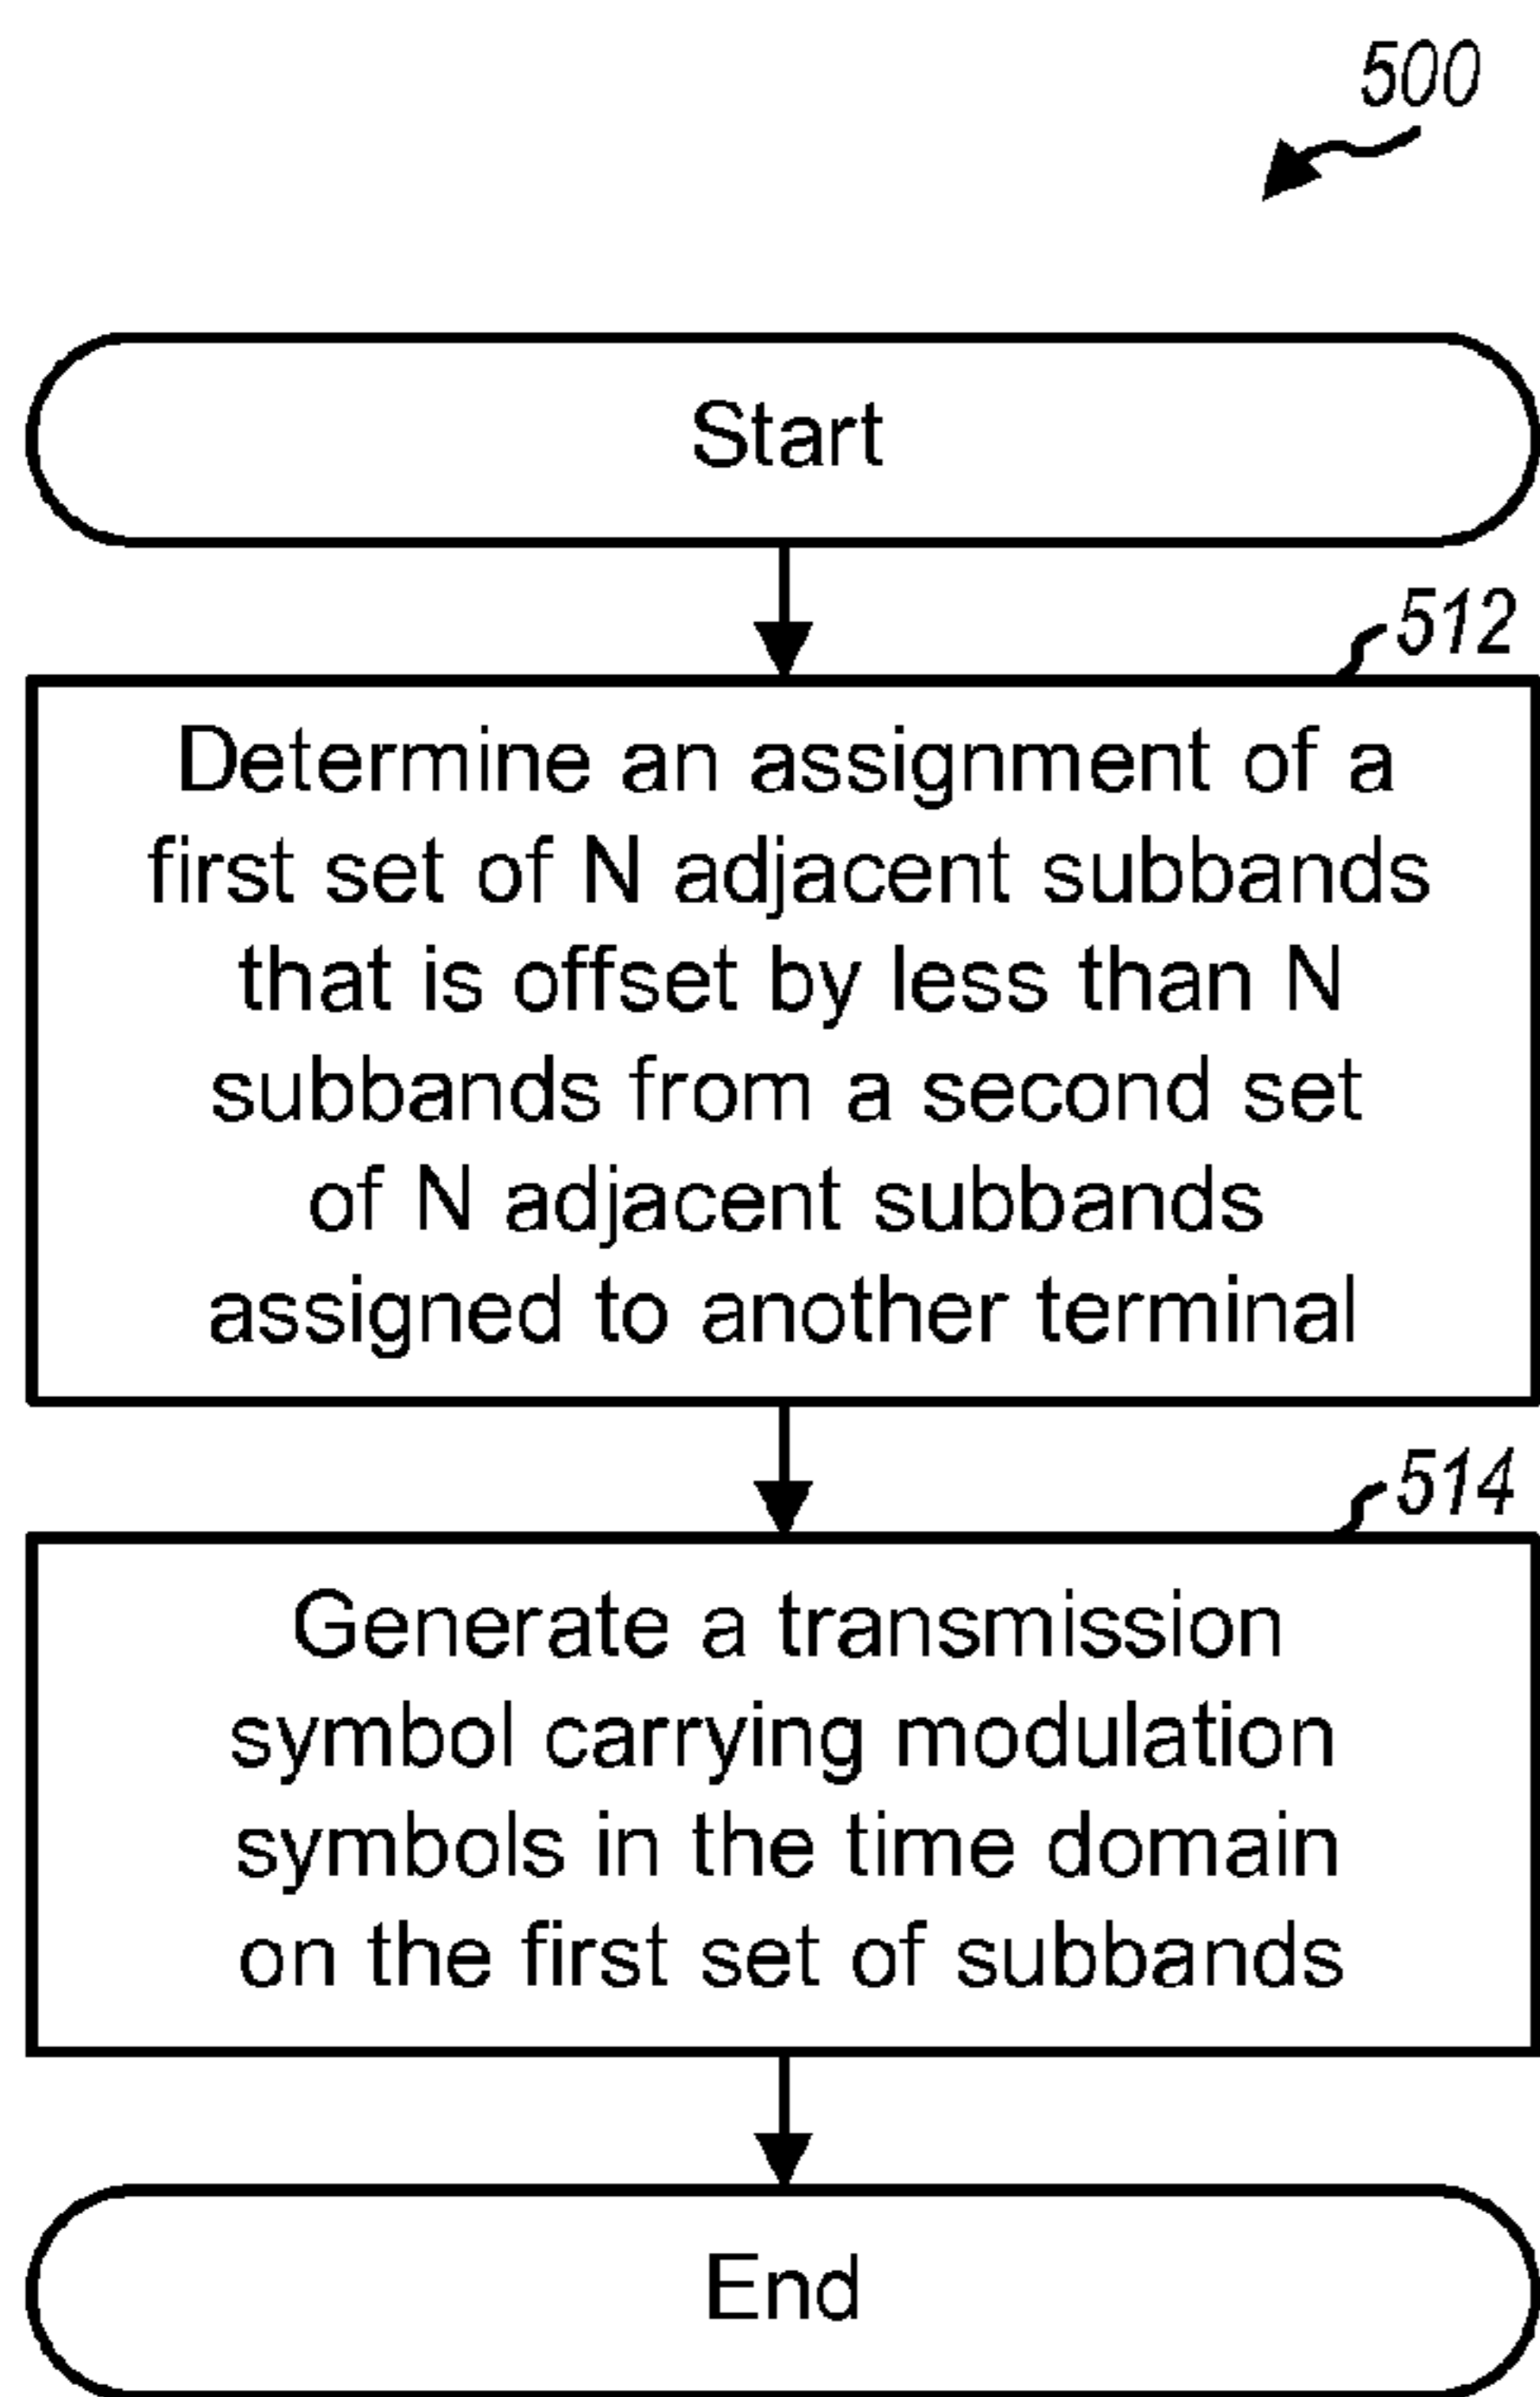 500
Start
512
Determine an assignment of a
first set of N adjacent subbands
that is offset by less than N
subbands from a second set
of N adjacent subbands
assigned to another terminal
514
Generate a transmission
symbol carrying modulation
symbols in the time domain
on the first set of subbands
End